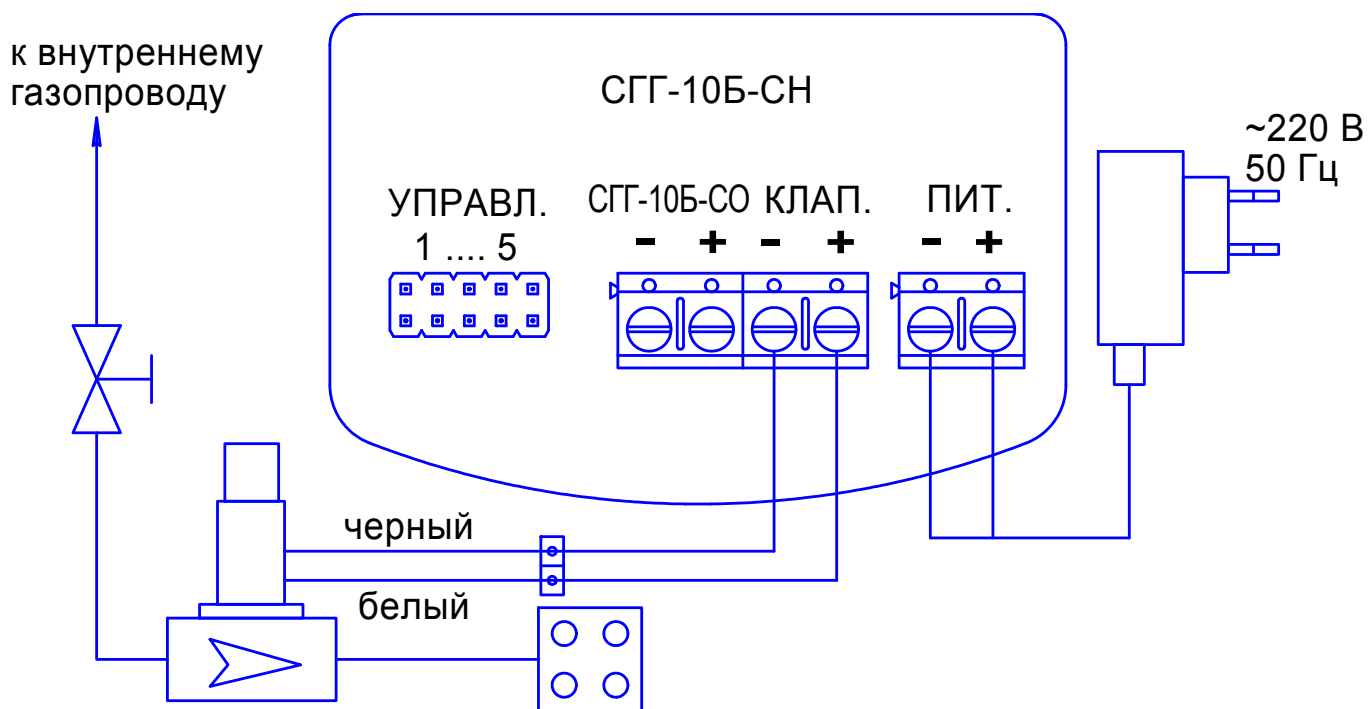 к внутреннему
газопроводу
СГГ-10Б-СН
~220 В
50 Гц
УПРАВЛ. СГГ-10Б-СО КЛАП. ПИТ.
1 .... 5 - + - + - +
черный
белый